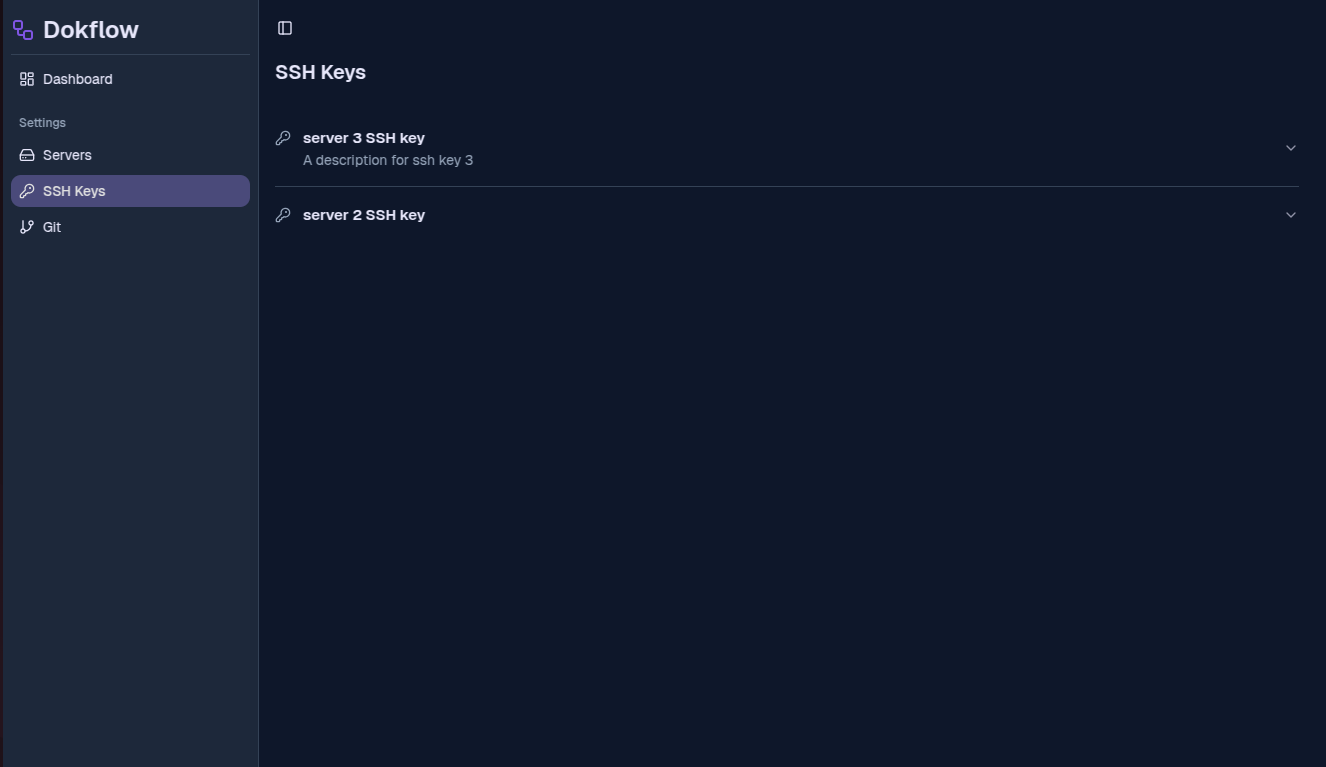 Dokflow
Dashboard
Settings
Servers
SSH Keys
Git
SSH Keys
server 3 SSH key
A description for ssh key 3
server 2 SSH key